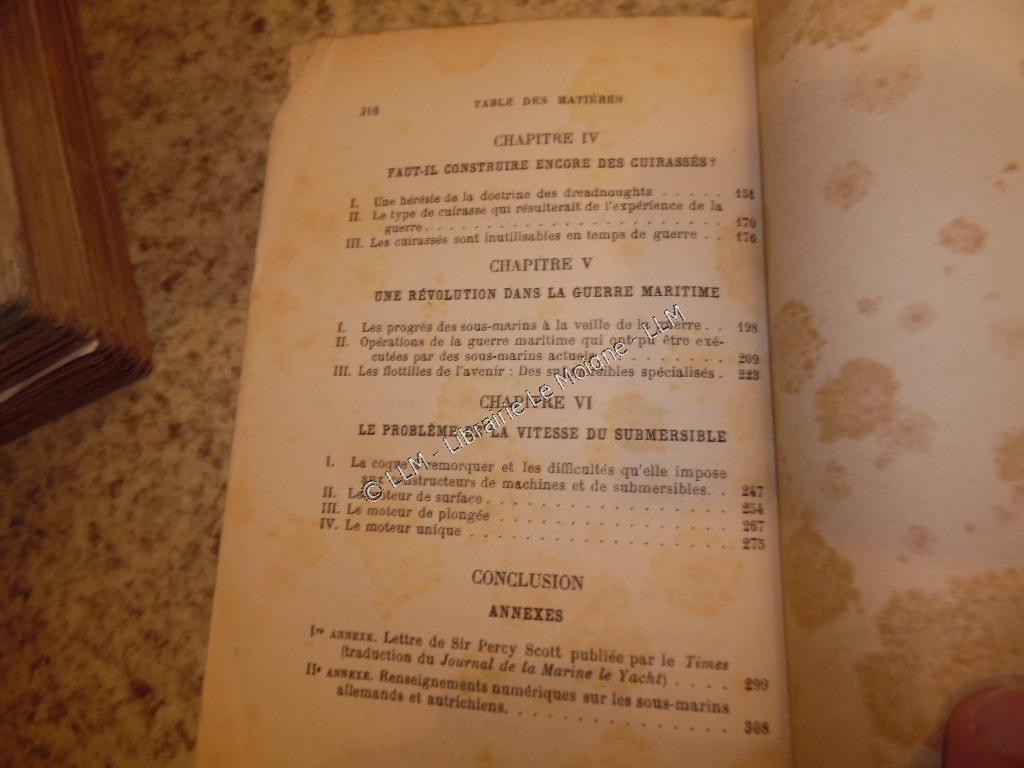 316 TABLE DES MATIÈRES
CHAPITRE IV
FAUT-IL CONSTRUIRE ENCORE DES CUIRASSÉS?
I. Une hérésie de la doctrine des dreadnoughts . . . . . 151
II. Le type de cuirassé qui résulterait de l'expérience de la
guerre. . . . . . . . . . . . . . . . . . . . 170
III. Les cuirassés sont inutilisables en temps de guerre . . 176
CHAPITRE V
UNE RÉVOLUTION DANS LA GUERRE MARITIME
I. Les progrès des sous-marins à la veille de la guerre . . 198
II. Opérations de la guerre maritime qui ont pu être exé-
cutées par des sous-marins actuels . . . . . . . . 209
III. Les flottilles de l'avenir : Des submersibles spécialisés . 223
CHAPITRE VI
LE PROBLÈME DE LA VITESSE DU SUBMERSIBLE
I. La coque à remorquer et les difficultés qu'elle impose
aux constructeurs de machines et de submersibles. . 247
II. Le moteur de surface . . . . . . . . . . . . . . 254
III. Le moteur de plongée . . . . . . . . . . . . . . 267
IV. Le moteur unique . . . . . . . . . . . . . . . . 275
CONCLUSION
ANNEXES
Ire ANNEXE. Lettre de Sir Percy Scott publiée par le Times
(traduction du Journal de la Marine le Yacht) . . . . 299
IIe ANNEXE. Renseignements numériques sur les sous-marins
allemands et autrichiens. . . . . . . . . . . . . 308
© LLM - Librairie Le Moigne - LLM